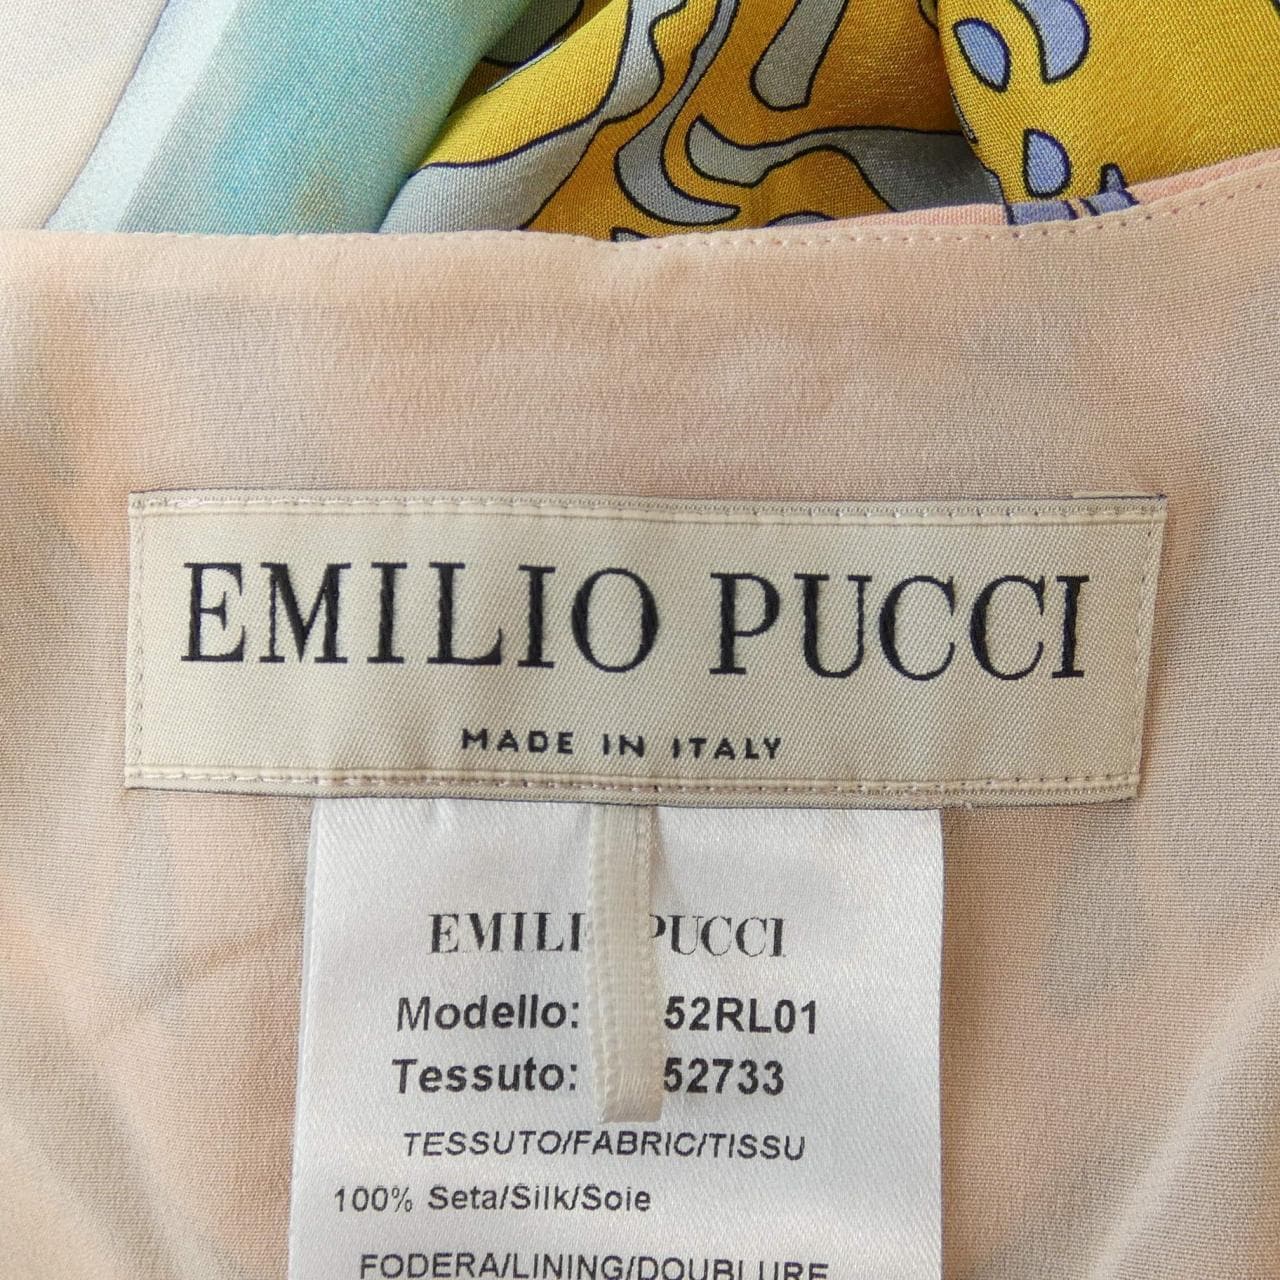 EMILIO PUCCI
MADE IN ITALY
EMILI PUCCI
Modello: 52RL01
Tessuto: 52733
TESSUTO/FABRIC/TISSU
100% Seta/Silk/Soie
FODERA/LINING/DOUBLURE